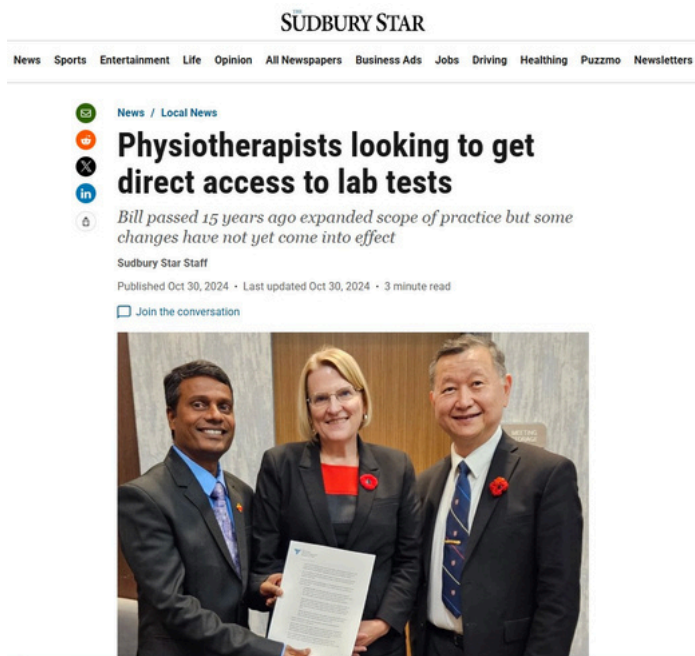 THE
SUDBURY STAR
News Sports Entertainment Life Opinion All Newspapers Business Ads Jobs Driving Healthing Puzzmo Newsletters
News / Local News
Physiotherapists looking to get
direct access to lab tests
Bill passed 15 years ago expanded scope of practice but some
changes have not yet come into effect
Sudbury Star Staff
Published Oct 30, 2024 • Last updated Oct 30, 2024 • 3 minute read
Join the conversation
in
MEETING